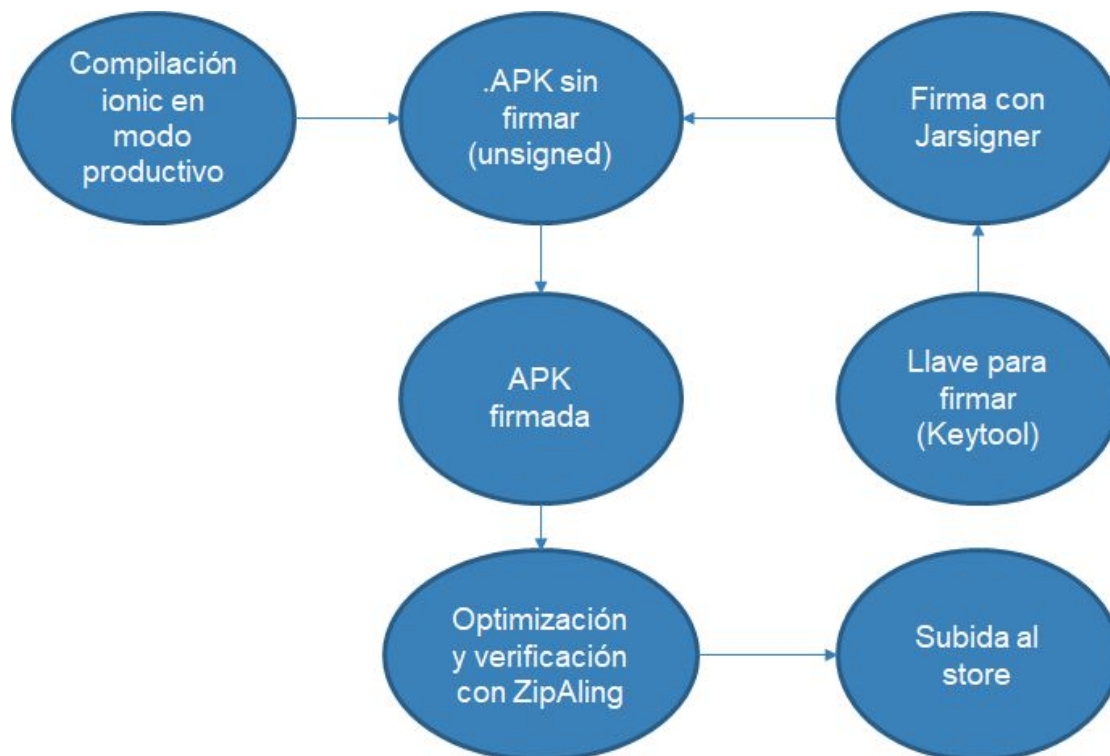 Compilación
ionic en
modo
productivo
.APK sin
firmar
(unsigned)
Firma con
Jarsigner
APK
firmada
Llave para
firmar
(Keytool)
Optimización
y verificación
con ZipAling
Subida al
store